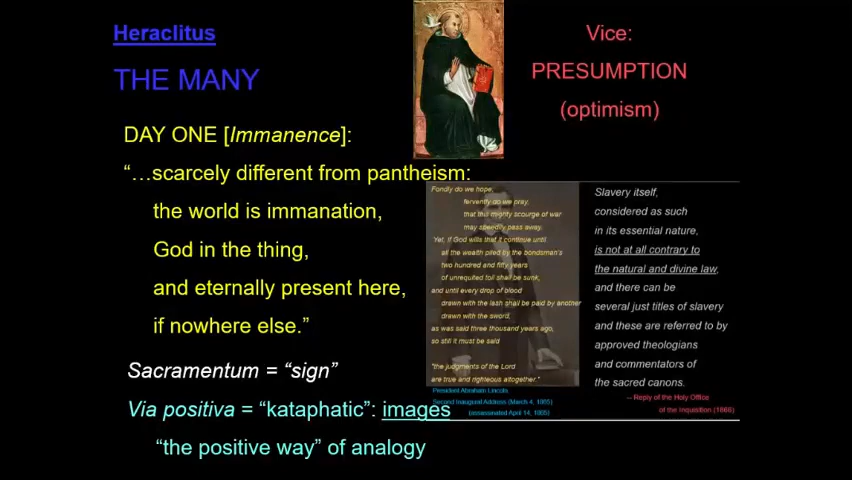 Heraclitus
THE MANY
DAY ONE [Immanence]:
“…scarcely different from pantheism:
the world is immanation,
God in the thing,
and eternally present here,
if nowhere else.”
Sacramentum = “sign”
Via positiva = “kataphatic”: images
“the positive way” of analogy
Vice:
PRESUMPTION
(optimism)
Fondly do we hope,
fervently do we pray,
that this mighty scourge of war
may speedily pass away.
Yet, if God wills that it continue until
all the wealth piled by the bondsman's
two hundred and fifty years
of unrequited toil shall be sunk,
and until every drop of blood
drawn with the lash shall be paid by another
drawn with the sword,
as was said three thousand years ago,
so still it must be said
"the judgments of the Lord
are true and righteous altogether."
President Abraham Lincoln
Second Inaugural Address (March 4, 1865)
(assassinated April 14, 1865)
Slavery itself,
considered as such
in its essential nature,
is not at all contrary to
the natural and divine law,
and there can be
several just titles of slavery
and these are referred to by
approved theologians
and commentators of
the sacred canons.
-- Reply of the Holy Office
of the Inquisition (1866)